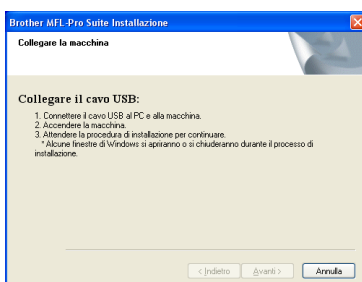 Brother MFL-Pro Suite Installazione
Collegare la macchina
Collegare il cavo USB:
1. Connettere il cavo USB al PC e alla macchina.
2. Accendere la macchina.
3. Attendere la procedura di installazione per continuare.
* Alcune finestre di Windows si apriranno o si chiuderanno durante il processo di
installazione.
< Indietro Avanti > Annulla